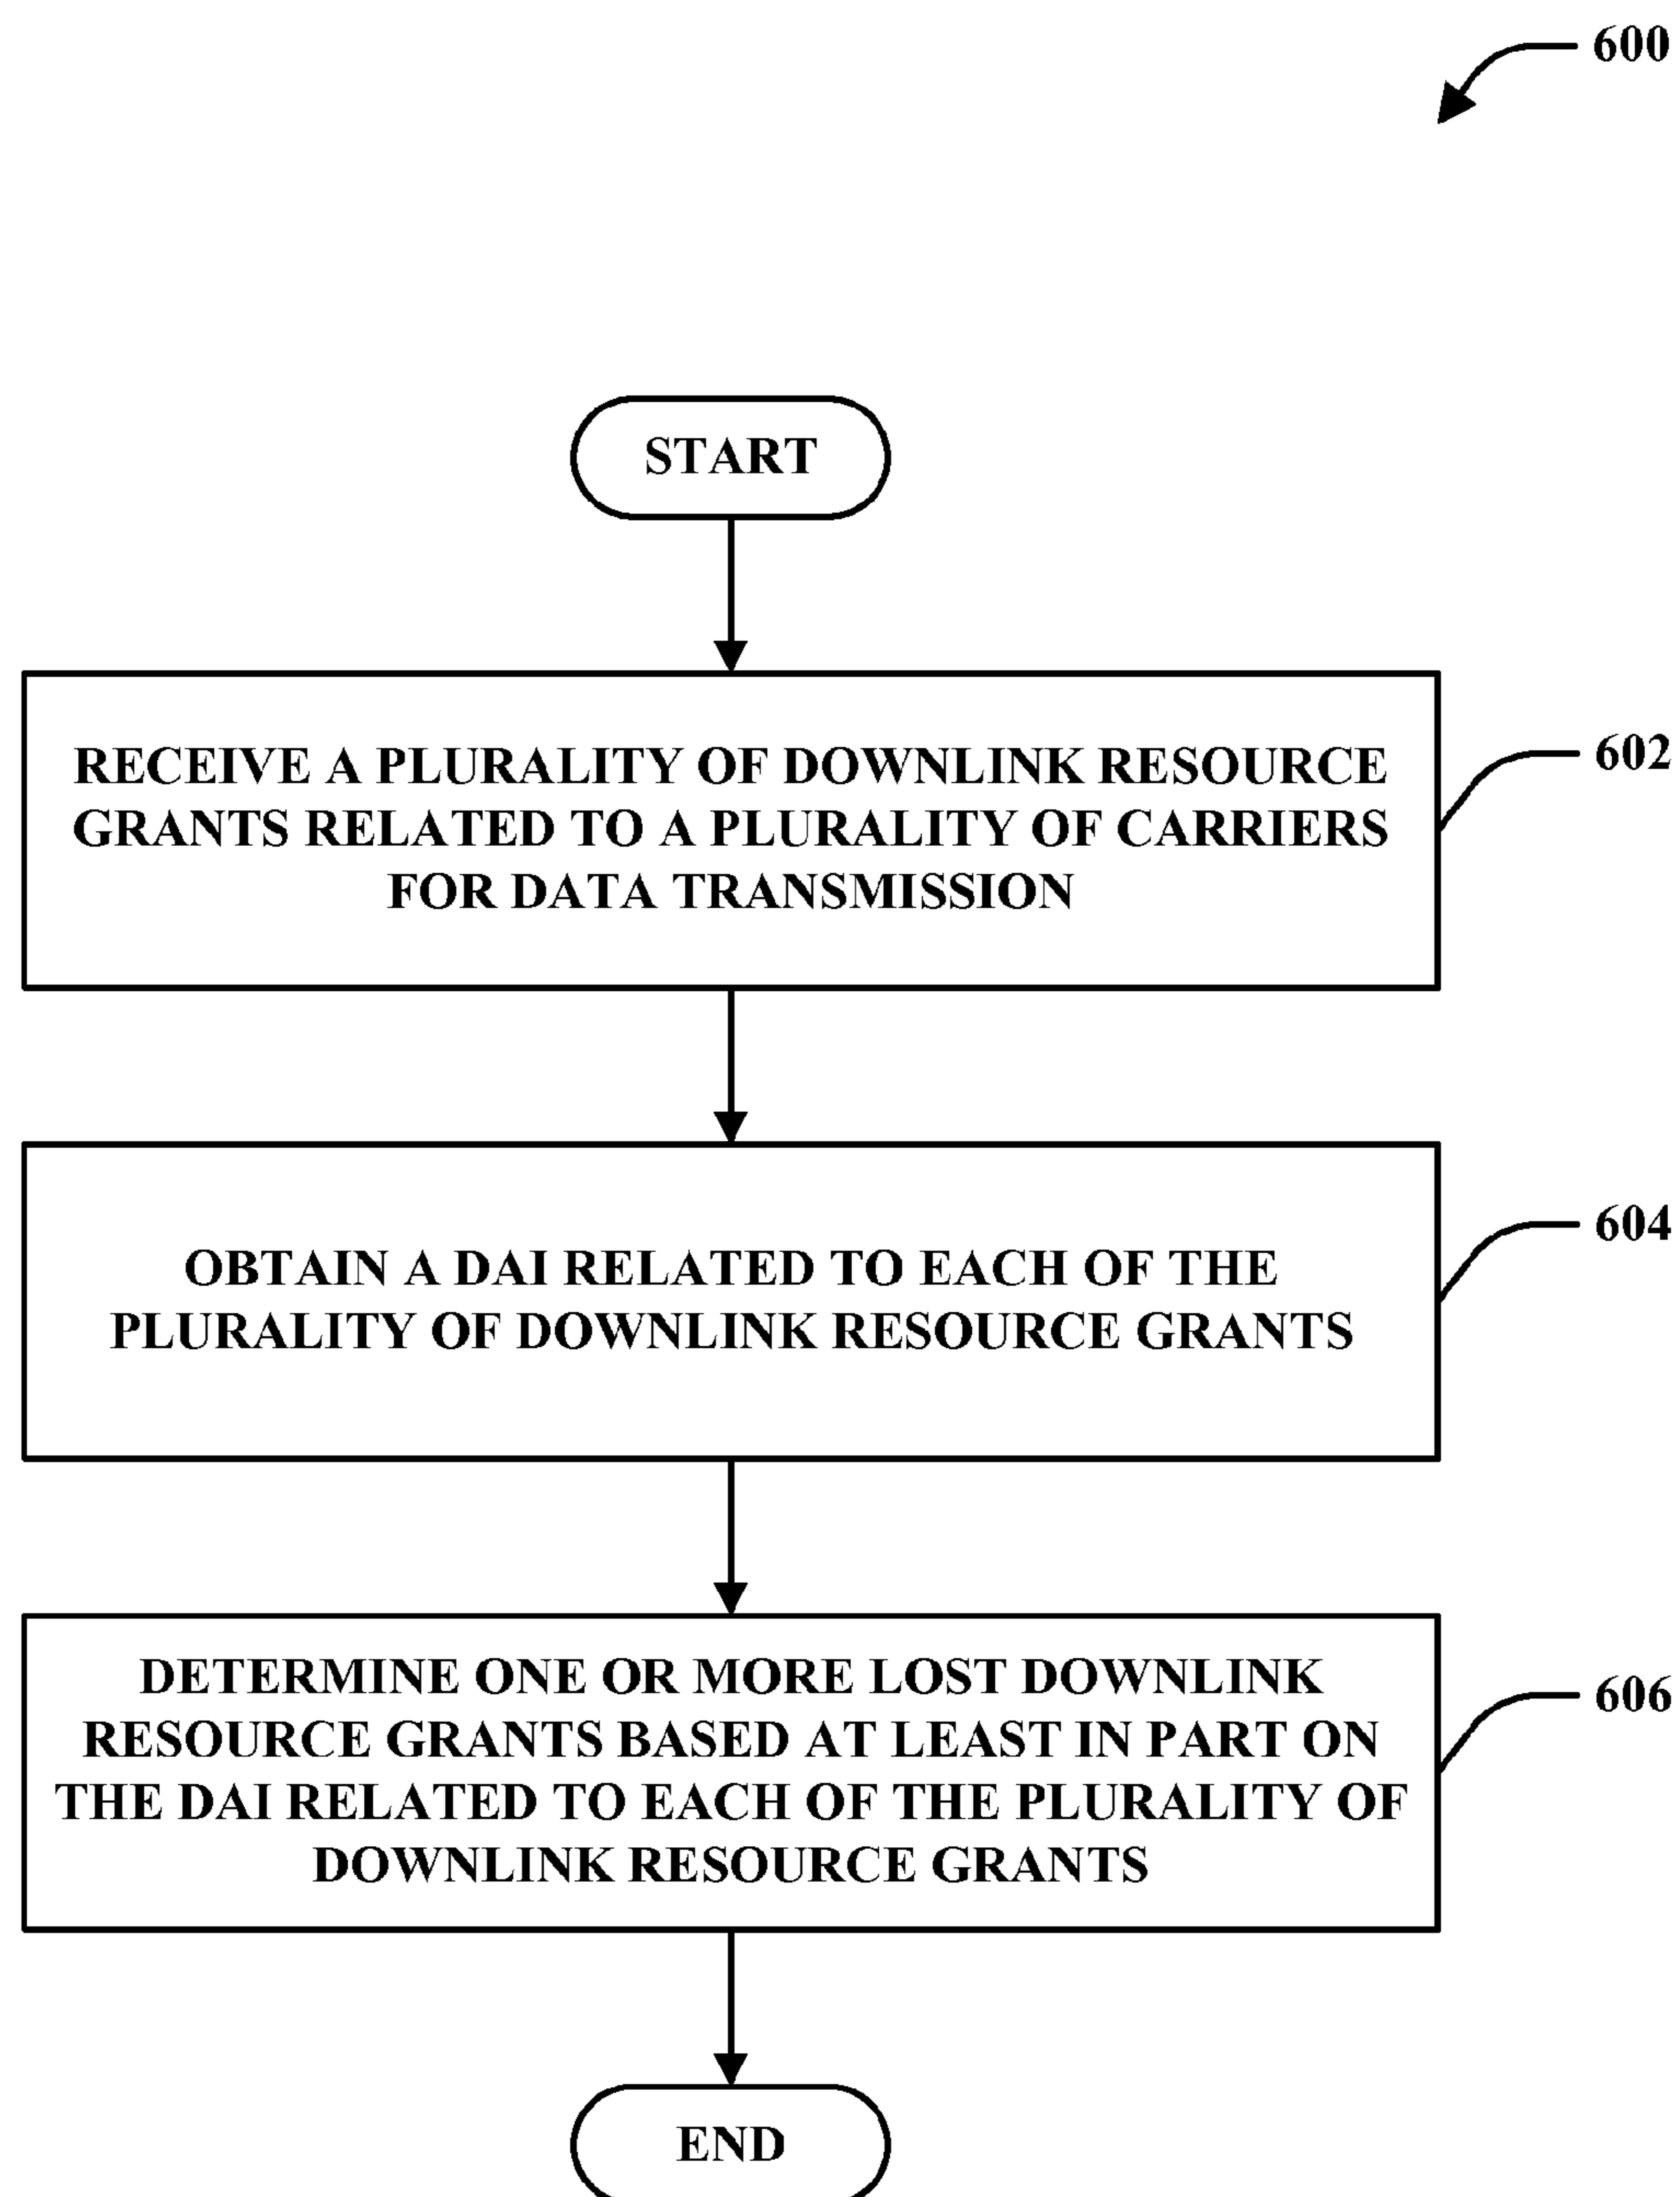 600
START
RECEIVE A PLURALITY OF DOWNLINK RESOURCE
GRANTS RELATED TO A PLURALITY OF CARRIERS
FOR DATA TRANSMISSION
602
OBTAIN A DAI RELATED TO EACH OF THE
PLURALITY OF DOWNLINK RESOURCE GRANTS
604
DETERMINE ONE OR MORE LOST DOWNLINK
RESOURCE GRANTS BASED AT LEAST IN PART ON
THE DAI RELATED TO EACH OF THE PLURALITY OF
DOWNLINK RESOURCE GRANTS
606
END